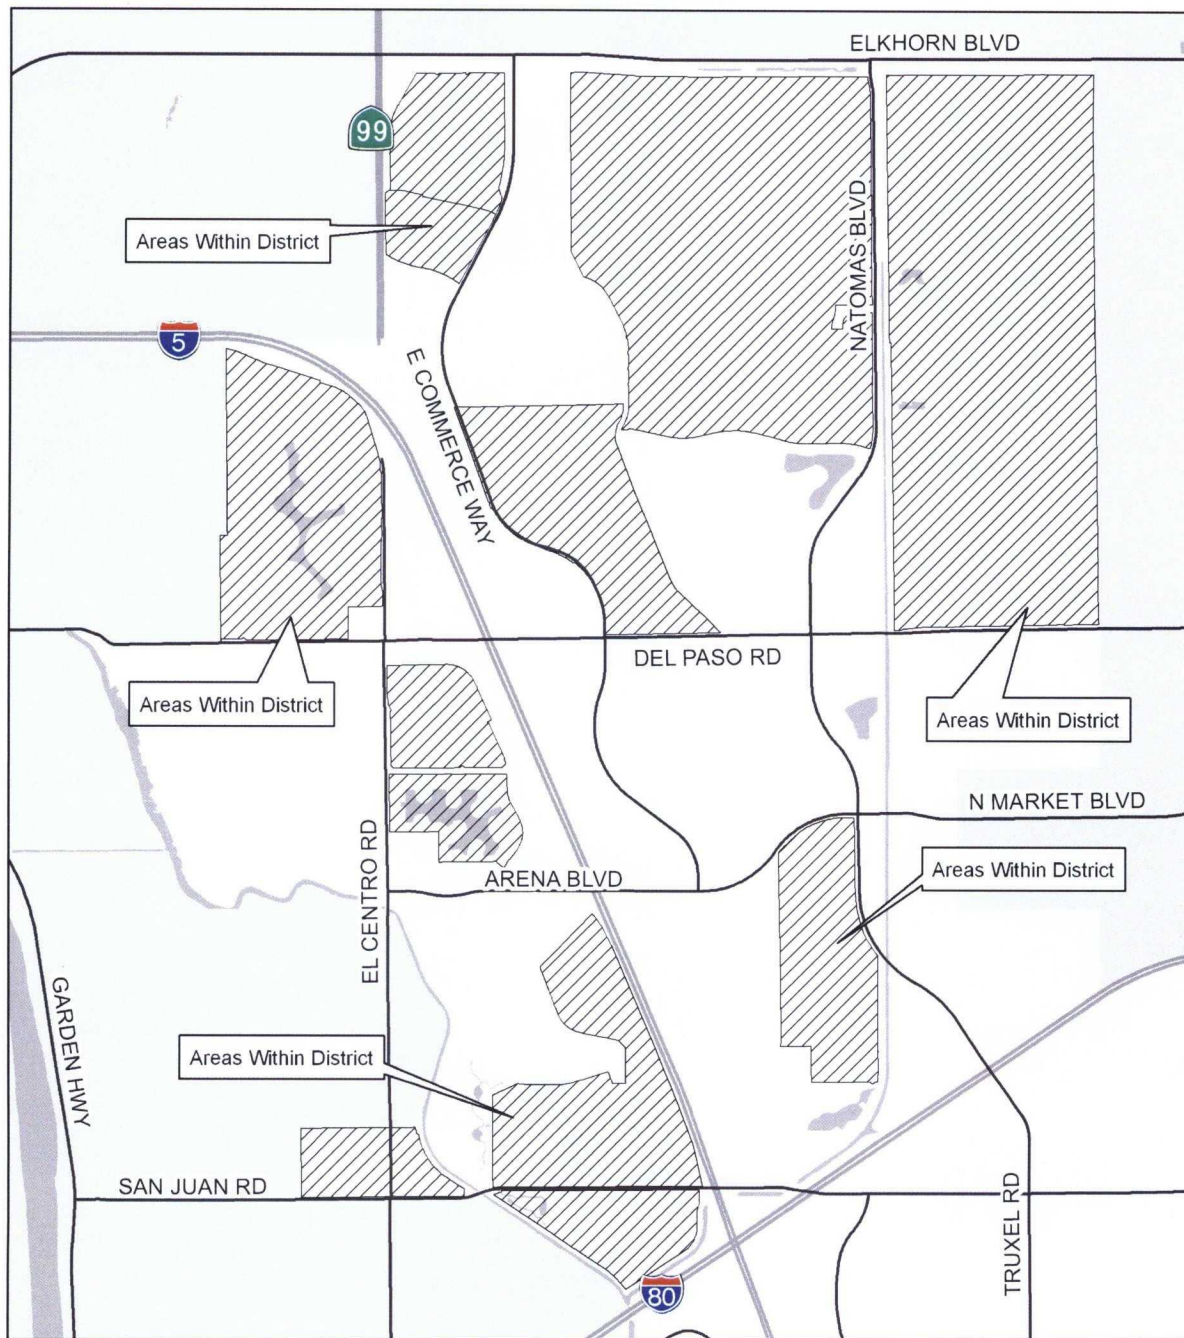 ELKHORN BLVD
99
NATOMAS BLVD
Areas Within District
5
E COMMERCE WAY
DEL PASO RD
Areas Within District
Areas Within District
N MARKET BLVD
EL CENTRO RD
ARENA BLVD
Areas Within District
GARDEN HWY
Areas Within District
SAN JUAN RD
TRUXEL RD
80